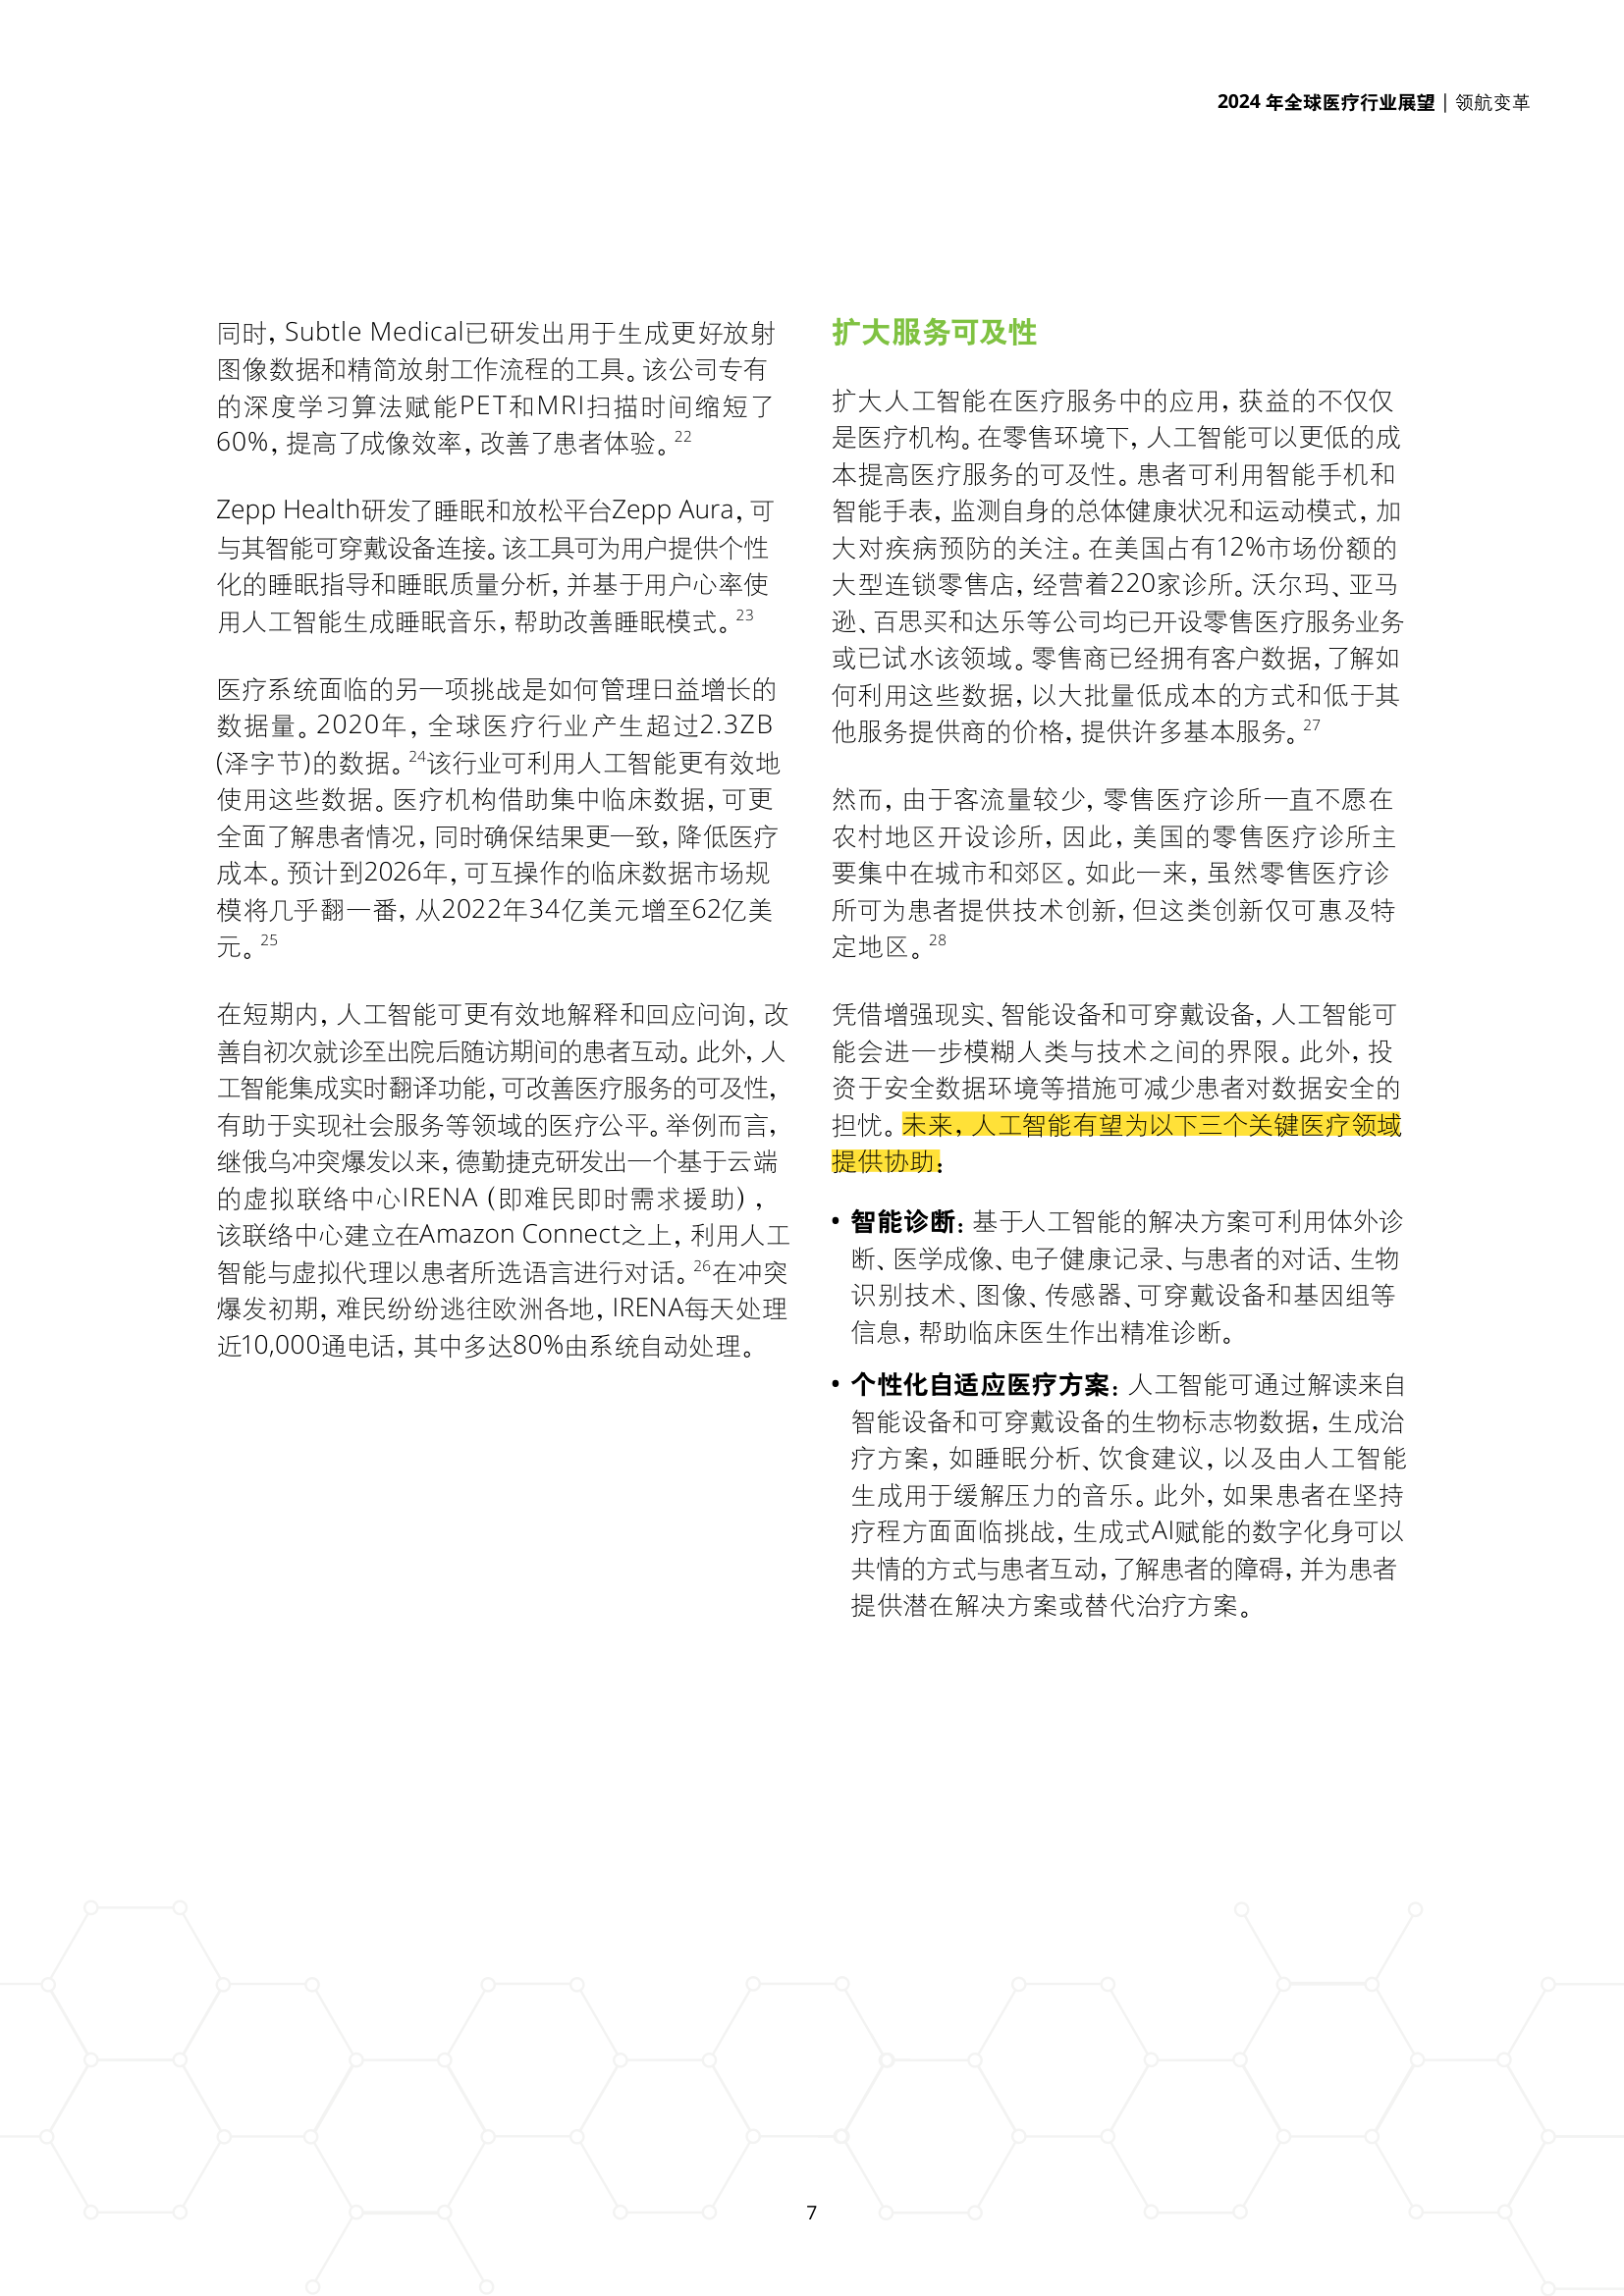 2024 年全球医疗行业展望 | 领航变革
同时，Subtle Medical已研发出用于生成更好放射
图像数据和精简放射工作流程的工具。该公司专有
的深度学习算法赋能PET和MRI扫描时间缩短了
60%，提高了成像效率，改善了患者体验。22
Zepp Health研发了睡眠和放松平台Zepp Aura，可
与其智能可穿戴设备连接。该工具可为用户提供个性
化的睡眠指导和睡眠质量分析，并基于用户心率使
用人工智能生成睡眠音乐，帮助改善睡眠模式。23
医疗系统面临的另一项挑战是如何管理日益增长的
数据量。2020年，全球医疗行业产生超过2.3ZB
(泽字节)的数据。24该行业可利用人工智能更有效地
使用这些数据。医疗机构借助集中临床数据，可更
全面了解患者情况，同时确保结果更一致，降低医疗
成本。预计到2026年，可互操作的临床数据市场规
模将几乎翻一番，从2022年34亿美元增至62亿美
元。25
在短期内，人工智能可更有效地解释和回应问询，改
善自初次就诊至出院后随访期间的患者互动。此外，人
工智能集成实时翻译功能，可改善医疗服务的可及性，
有助于实现社会服务等领域的医疗公平。举例而言，
继俄乌冲突爆发以来，德勤捷克研发出一个基于云端
的虚拟联络中心IRENA（即难民即时需求援助），
该联络中心建立在Amazon Connect之上，利用人工
智能与虚拟代理以患者所选语言进行对话。26在冲突
爆发初期，难民纷纷逃往欧洲各地，IRENA每天处理
近10,000通电话，其中多达80%由系统自动处理。
扩大服务可及性
扩大人工智能在医疗服务中的应用，获益的不仅仅
是医疗机构。在零售环境下，人工智能可以更低的成
本提高医疗服务的可及性。患者可利用智能手机和
智能手表，监测自身的总体健康状况和运动模式，加
大对疾病预防的关注。在美国占有12%市场份额的
大型连锁零售店，经营着220家诊所。沃尔玛、亚马
逊、百思买和达乐等公司均已开设零售医疗服务业务
或已试水该领域。零售商已经拥有客户数据，了解如
何利用这些数据，以大批量低成本的方式和低于其
他服务提供商的价格，提供许多基本服务。27
然而，由于客流量较少，零售医疗诊所一直不愿在
农村地区开设诊所，因此，美国的零售医疗诊所主
要集中在城市和郊区。如此一来，虽然零售医疗诊
所可为患者提供技术创新，但这类创新仅可惠及特
定地区。28
凭借增强现实、智能设备和可穿戴设备，人工智能可
能会进一步模糊人类与技术之间的界限。此外，投
资于安全数据环境等措施可减少患者对数据安全的
担忧。未来，人工智能有望为以下三个关键医疗领域
提供协助：
• 智能诊断：基于人工智能的解决方案可利用体外诊
断、医学成像、电子健康记录、与患者的对话、生物
识别技术、图像、传感器、可穿戴设备和基因组等
信息，帮助临床医生作出精准诊断。
• 个性化自适应医疗方案：人工智能可通过解读来自
智能设备和可穿戴设备的生物标志物数据，生成治
疗方案，如睡眠分析、饮食建议，以及由人工智能
生成用于缓解压力的音乐。此外，如果患者在坚持
疗程方面面临挑战，生成式AI赋能的数字化身可以
共情的方式与患者互动，了解患者的障碍，并为患者
提供潜在解决方案或替代治疗方案。
7